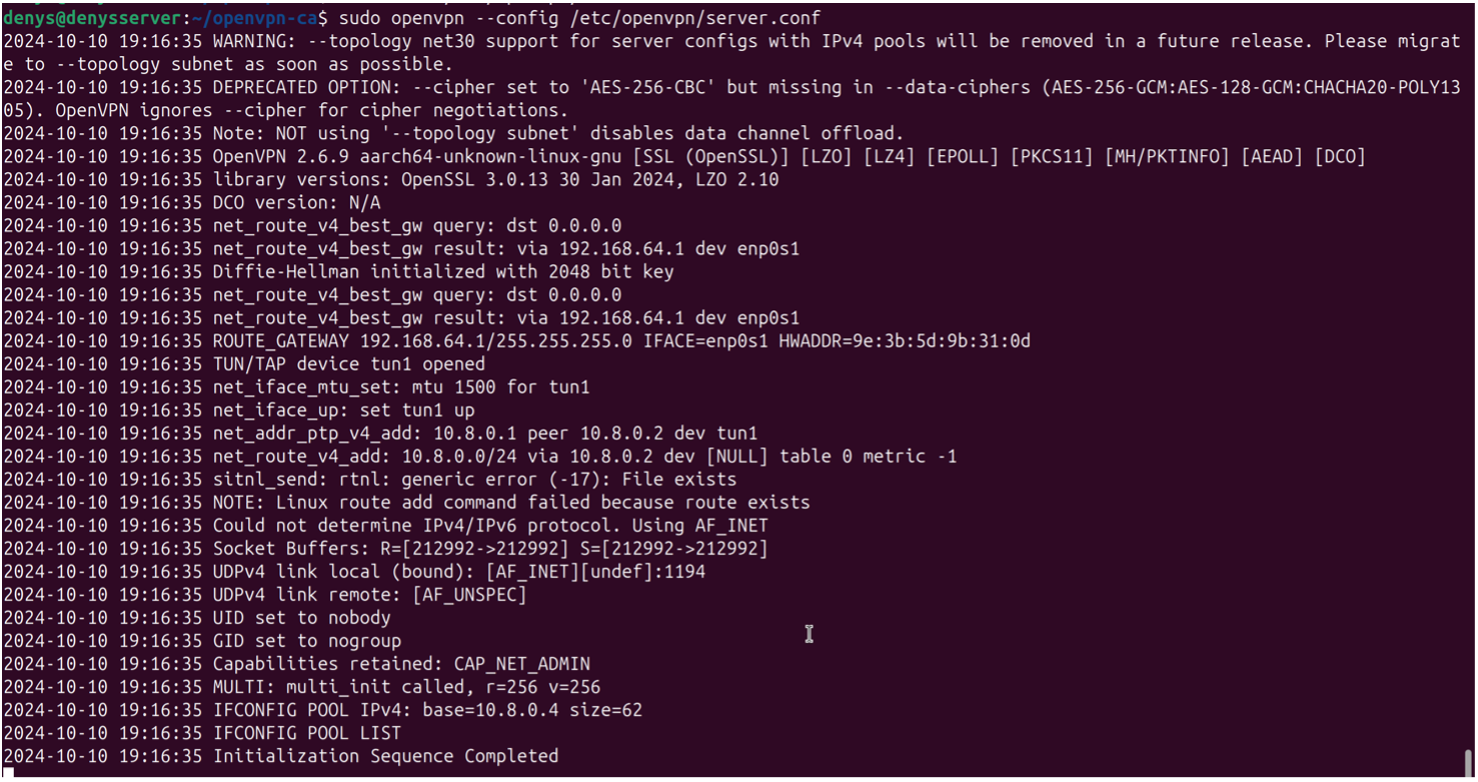 denys@denysserver:~/openvpn-ca$ sudo openvpn --config /etc/openvpn/server.conf
2024-10-10 19:16:35 WARNING: --topology net30 support for server configs with IPv4 pools will be removed in a future release. Please migrat
e to --topology subnet as soon as possible.
2024-10-10 19:16:35 DEPRECATED OPTION: --cipher set to 'AES-256-CBC' but missing in --data-ciphers (AES-256-GCM:AES-128-GCM:CHACHA20-POLY13
05). OpenVPN ignores --cipher for cipher negotiations.
2024-10-10 19:16:35 Note: NOT using '--topology subnet' disables data channel offload.
2024-10-10 19:16:35 OpenVPN 2.6.9 aarch64-unknown-linux-gnu [SSL (OpenSSL)] [LZO] [LZ4] [EPOLL] [PKCS11] [MH/PKTINFO] [AEAD] [DCO]
2024-10-10 19:16:35 library versions: OpenSSL 3.0.13 30 Jan 2024, LZO 2.10
2024-10-10 19:16:35 DCO version: N/A
2024-10-10 19:16:35 net_route_v4_best_gw query: dst 0.0.0.0
2024-10-10 19:16:35 net_route_v4_best_gw result: via 192.168.64.1 dev enp0s1
2024-10-10 19:16:35 Diffie-Hellman initialized with 2048 bit key
2024-10-10 19:16:35 net_route_v4_best_gw query: dst 0.0.0.0
2024-10-10 19:16:35 net_route_v4_best_gw result: via 192.168.64.1 dev enp0s1
2024-10-10 19:16:35 ROUTE_GATEWAY 192.168.64.1/255.255.255.0 IFACE=enp0s1 HWADDR=9e:3b:5d:9b:31:0d
2024-10-10 19:16:35 TUN/TAP device tun1 opened
2024-10-10 19:16:35 net_iface_mtu_set: mtu 1500 for tun1
2024-10-10 19:16:35 net_iface_up: set tun1 up
2024-10-10 19:16:35 net_addr_ptp_v4_add: 10.8.0.1 peer 10.8.0.2 dev tun1
2024-10-10 19:16:35 net_route_v4_add: 10.8.0.0/24 via 10.8.0.2 dev [NULL] table 0 metric -1
2024-10-10 19:16:35 sitnl_send: rtnl: generic error (-17): File exists
2024-10-10 19:16:35 NOTE: Linux route add command failed because route exists
2024-10-10 19:16:35 Could not determine IPv4/IPv6 protocol. Using AF_INET
2024-10-10 19:16:35 Socket Buffers: R=[212992->212992] S=[212992->212992]
2024-10-10 19:16:35 UDPv4 link local (bound): [AF_INET][undef]:1194
2024-10-10 19:16:35 UDPv4 link remote: [AF_UNSPEC]
2024-10-10 19:16:35 UID set to nobody
2024-10-10 19:16:35 GID set to nogroup
2024-10-10 19:16:35 Capabilities retained: CAP_NET_ADMIN
2024-10-10 19:16:35 MULTI: multi_init called, r=256 v=256
2024-10-10 19:16:35 IFCONFIG POOL IPv4: base=10.8.0.4 size=62
2024-10-10 19:16:35 IFCONFIG POOL LIST
2024-10-10 19:16:35 Initialization Sequence Completed